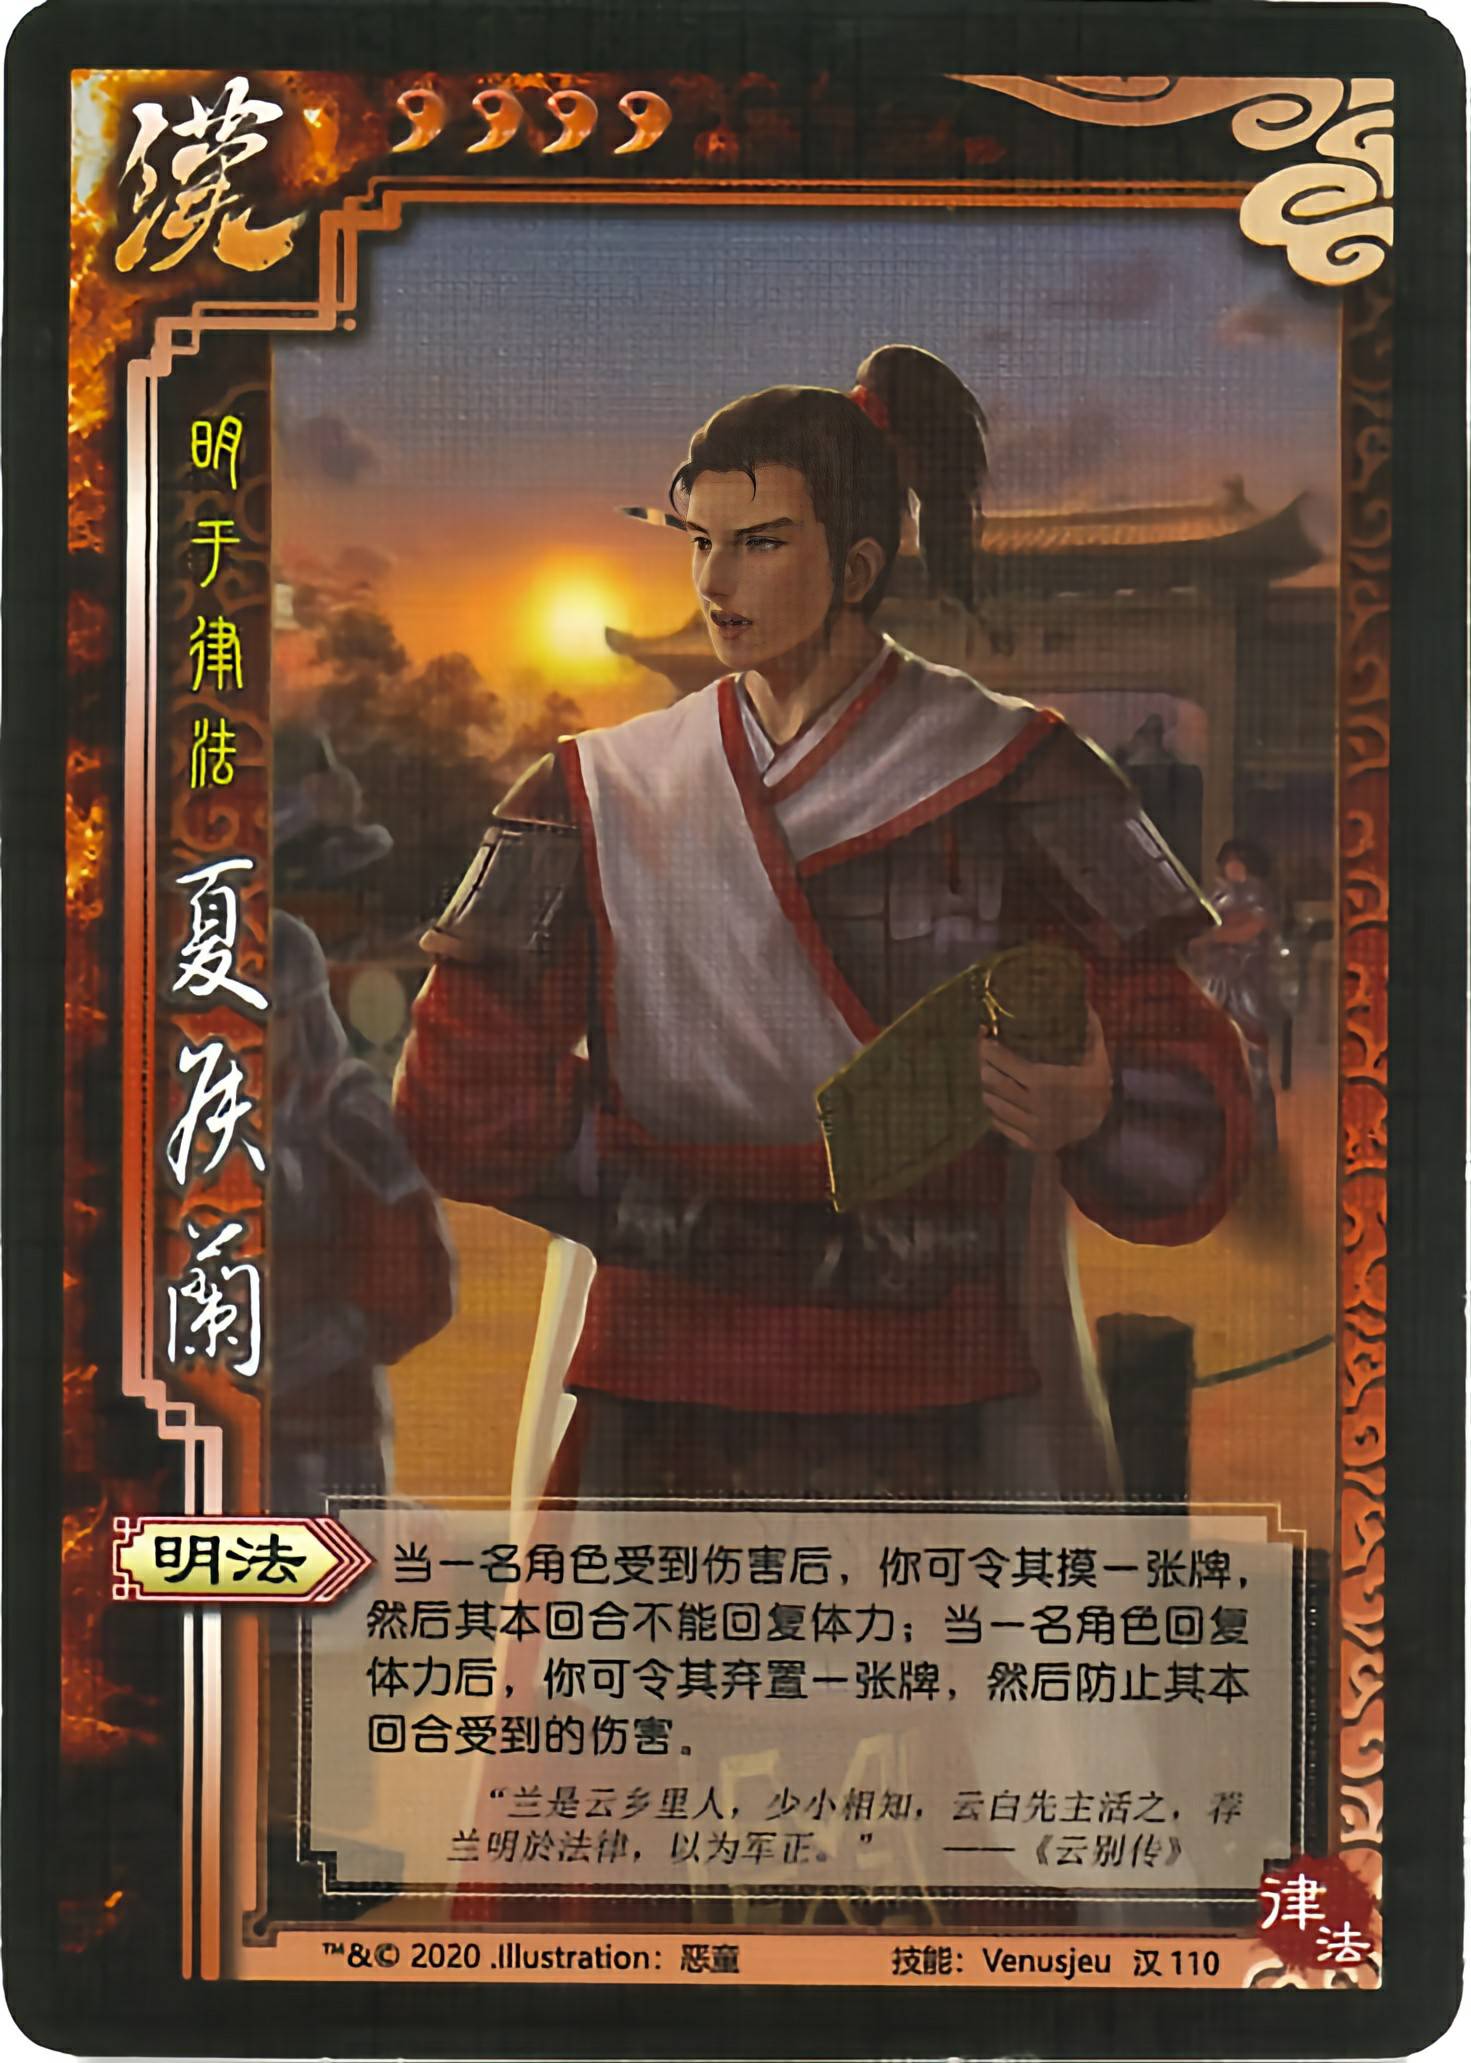 漢
明于律法
夏侯蘭
明法
当一名角色受到伤害后，你可令其摸一张牌，
然后其本回合不能回复体力；当一名角色回复
体力后，你可令其弃置一张牌，然后防止其本
回合受到的伤害。
“兰是云乡里人，少小相知，云白先主活之，荐
兰明於法律，以为军正。”　——《云别传》
律法
™&© 2020 .Illustration：恶童
技能：Venusjeu 汉 110